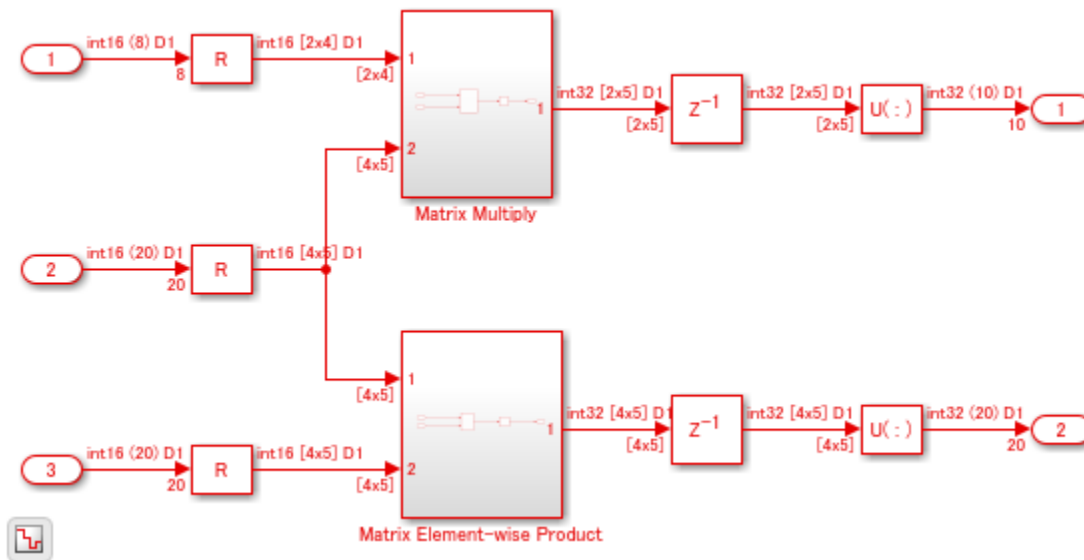 1
int16 (8) D1
8
R
int16 [2x4] D1
[2x4]
1
2
[4x5]
1
Matrix Multiply
int32 [2x5] D1
[2x5]
Z⁻¹
int32 [2x5] D1
[2x5]
U( : )
int32 (10) D1
10
1
2
int16 (20) D1
20
R
int16 [4x5] D1
[4x5]
1
2
1
Matrix Element-wise Product
3
int16 (20) D1
20
R
int16 [4x5] D1
[4x5]
int32 [4x5] D1
[4x5]
Z⁻¹
int32 [4x5] D1
[4x5]
U( : )
int32 (20) D1
20
2